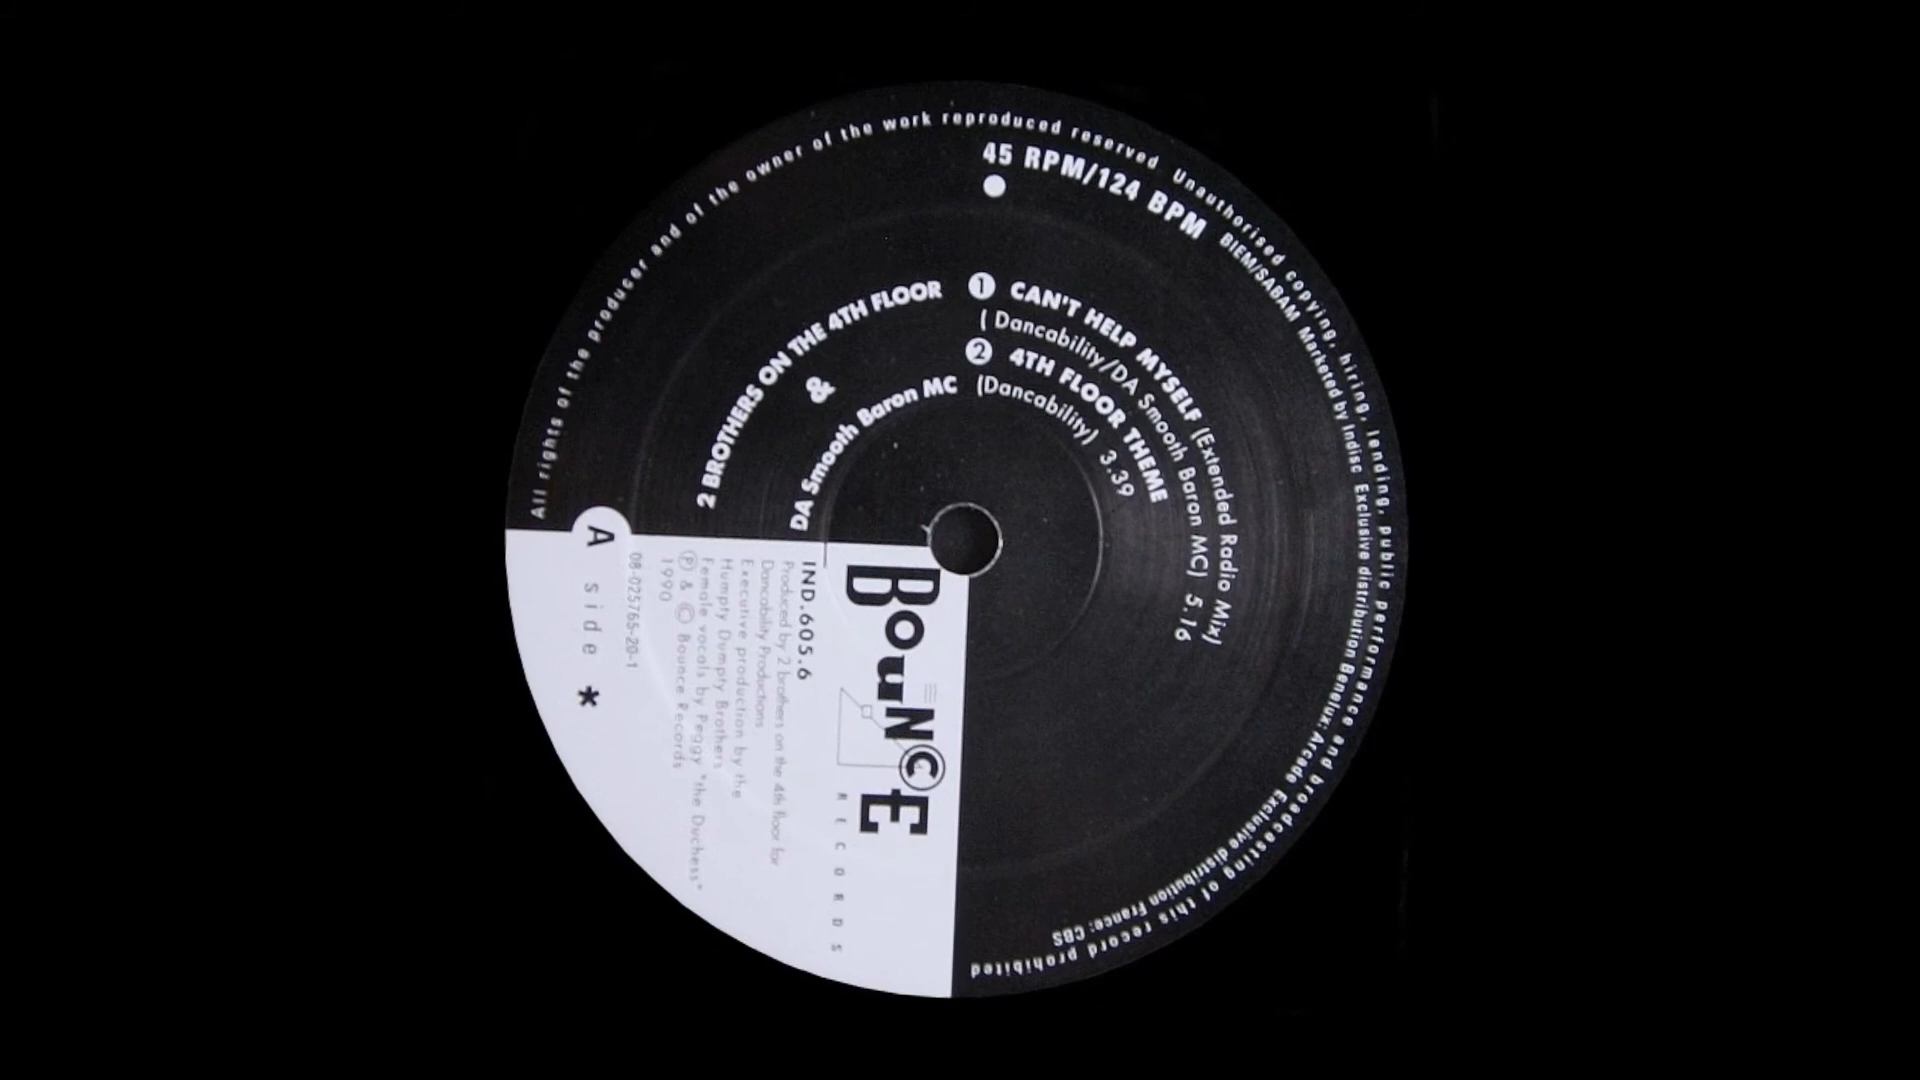 All rights of the producer and of the owner of the work reproduced reserved Unauthorised copying, hiring, lending, public performance and broadcasting of this record prohibited
45 RPM/124 BPM BIEM/SABAM Marketed by Indisc Exclusive distribution Benelux: Arcade Exclusive distribution France: CBS
2 BROTHERS ON THE 4TH FLOOR
&
DA Smooth Baron MC
1 CAN'T HELP MYSELF (Extended Radio Mix)
( Dancability/DA Smooth Baron MC) 5.16
2 4TH FLOOR THEME
(Dancability) 3.39
BOUNCE
RECORDS
IND.605.6
Produced by 2 brothers on the 4th floor for
Dancability Productions
Executive production by the
Humpty Dumpty Brothers
Female vocals by Peggy "the Duchess"
℗ & © Bounce Records
1990
08-025765-20-1
A side *